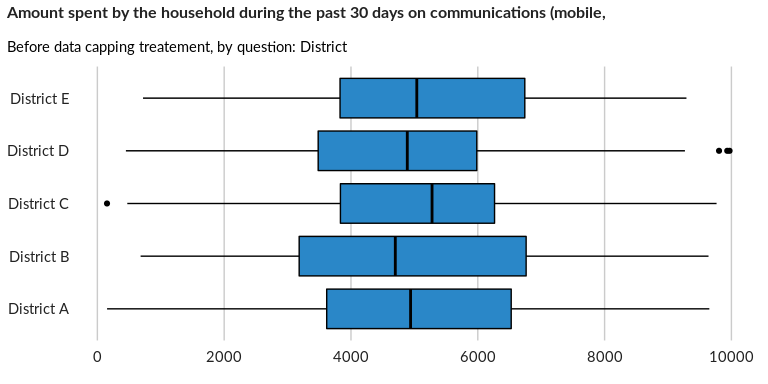 Amount spent by the household during the past 30 days on communications (mobile,
Before data capping treatement, by question: District
District E
District D
District C
District B
District A
0 2000 4000 6000 8000 10000